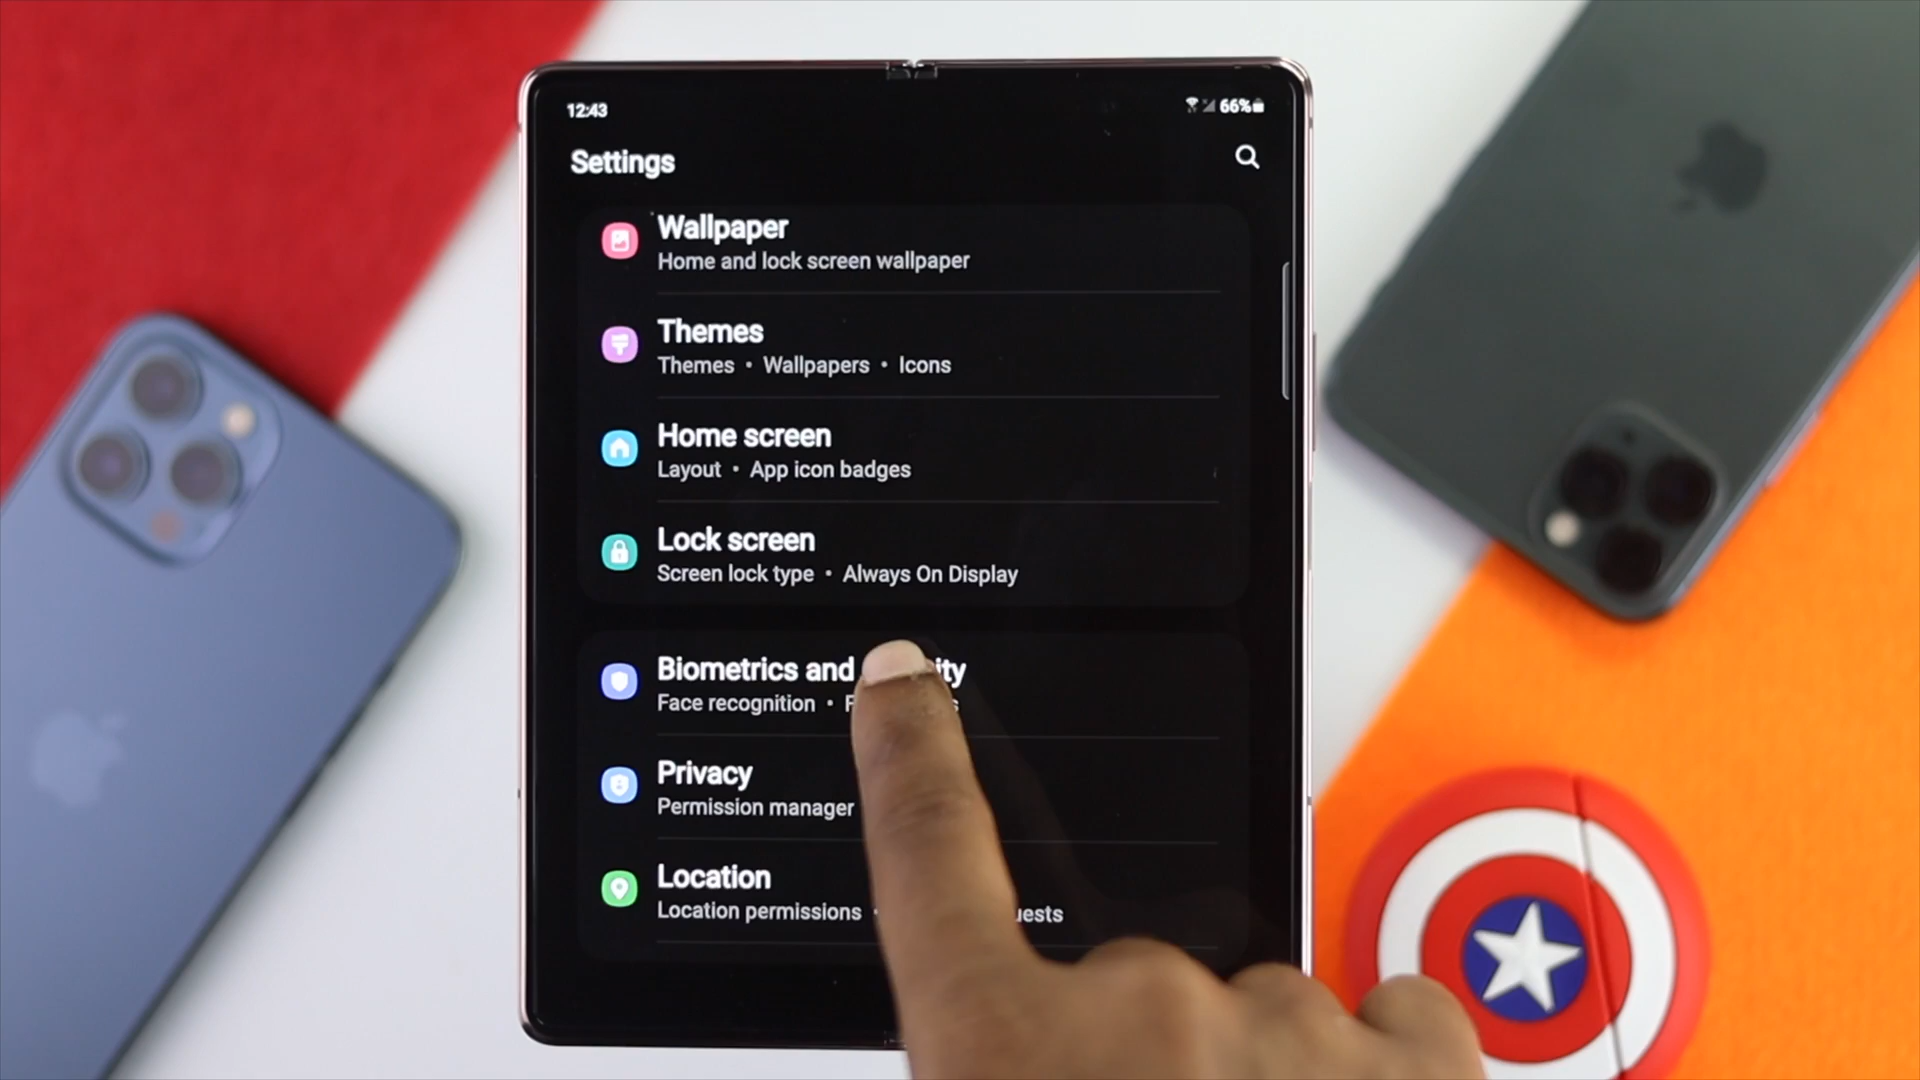 12:43
66%
Settings
Wallpaper
Home and lock screen wallpaper
Themes
Themes • Wallpapers • Icons
Home screen
Layout • App icon badges
Lock screen
Screen lock type • Always On Display
Biometrics and
Face recognition •
Privacy
Permission manager
Location
Location permissions •